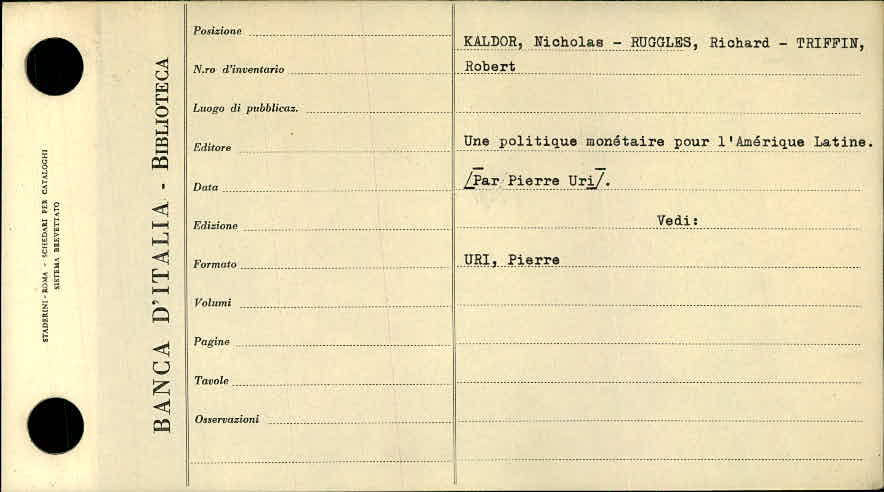 STADERINI - ROMA - SCHEDARI PER CATALOGHI
SISTEMA BREVETTATO
BANCA D'ITALIA - BIBLIOTECA
Posizione
N.ro d'inventario
Luogo di pubblicaz.
Editore
Data
Edizione
Formato
Volumi
Pagine
Tavole
Osservazioni
KALDOR, Nicholas - RUGGLES, Richard - TRIFFIN,
Robert
Une politique monétaire pour l'Amérique Latine.
[Par Pierre Uri].
Vedi:
URI, Pierre